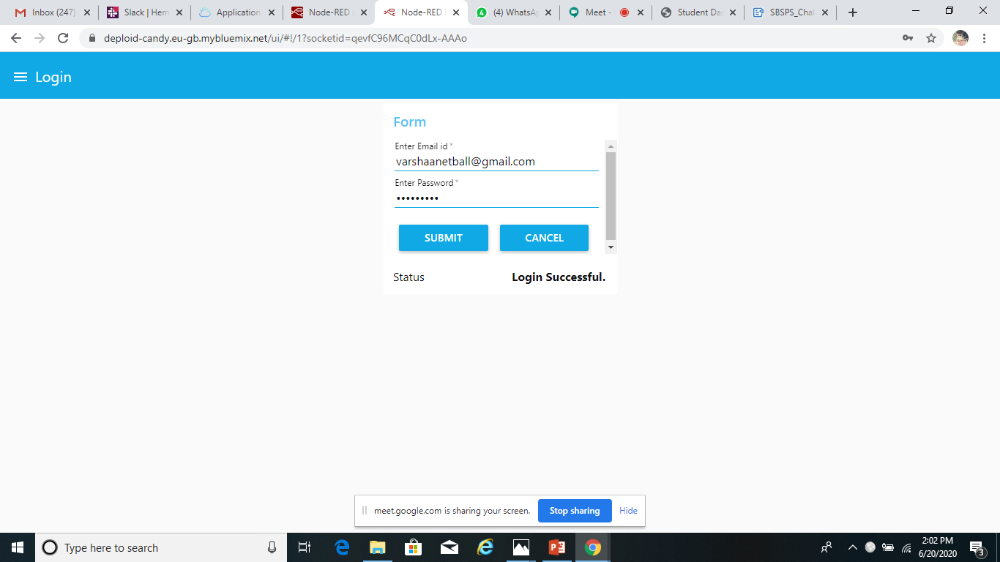 Inbox (247)
Slack | Hem
Application
Node-RED
Node-RED
(4) WhatsAp
Meet -
Student Das
SBSPS_Chal
deploid-candy.eu-gb.mybluemix.net/ui/#!/1?socketid=qevfC96MCqC0dLx-AAAo
Login
Form
Enter Email id *
varshaanetball@gmail.com
Enter Password *
•••••••••
SUBMIT CANCEL
Status Login Successful.
meet.google.com is sharing your screen. Stop sharing Hide
Type here to search
2:02 PM
6/20/2020
3